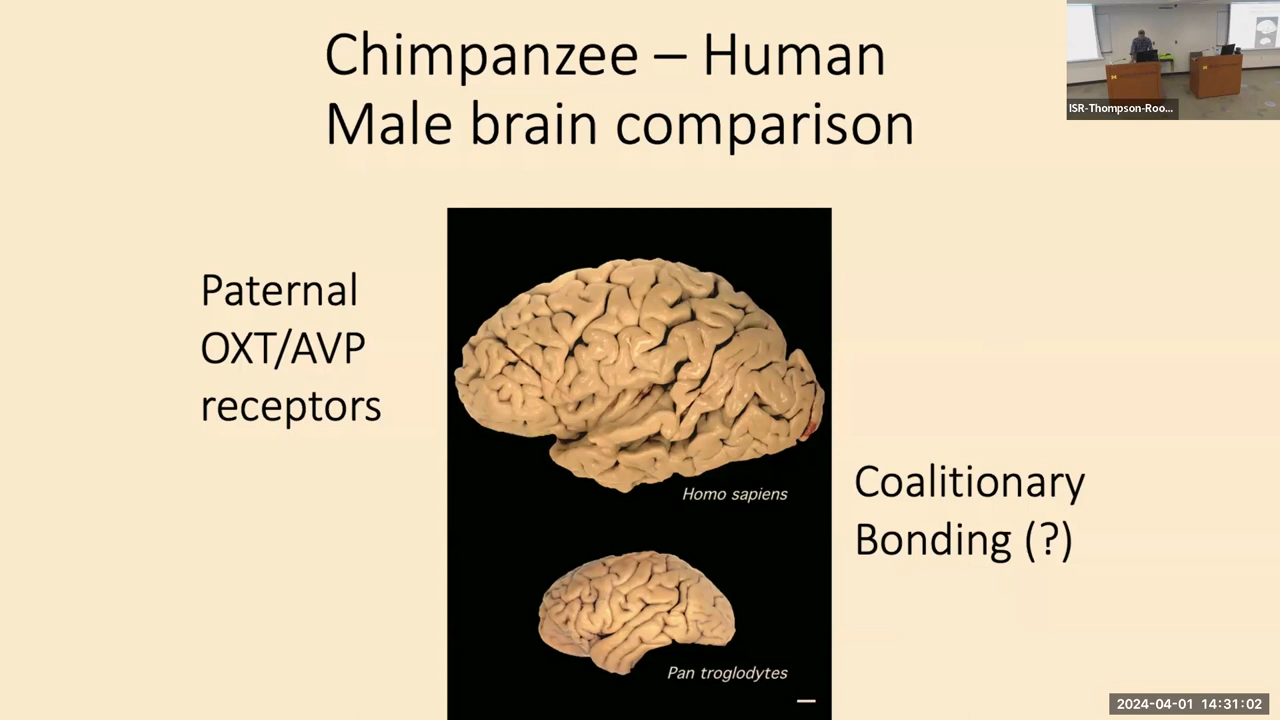 Chimpanzee – Human
Male brain comparison
ISR-Thompson-Roo...
Paternal
OXT/AVP
receptors
Homo sapiens
Coalitionary
Bonding (?)
Pan troglodytes
2024-04-01 14:31:02